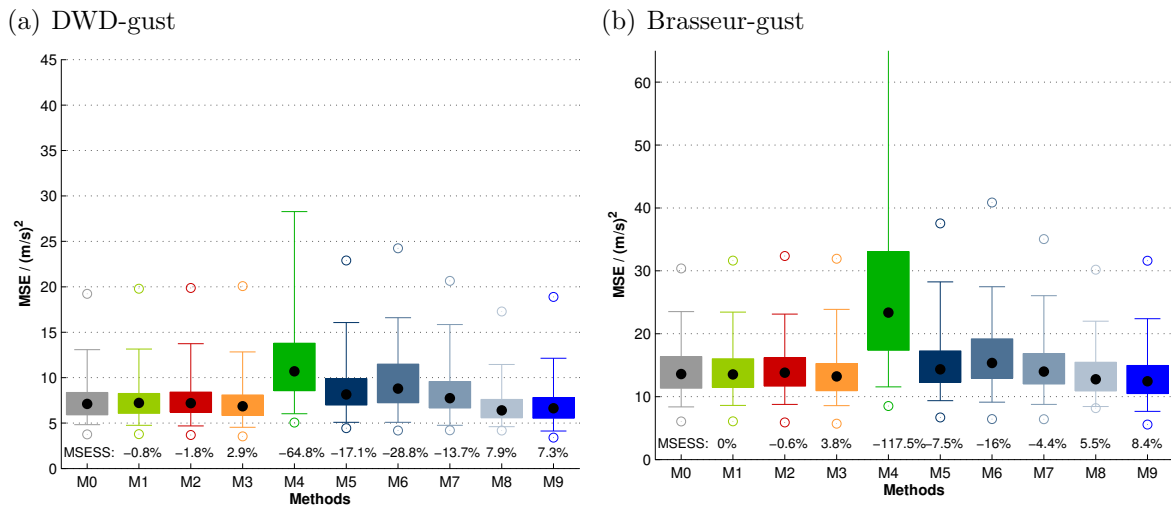 (a) DWD-gust
45
40
35
30
25
20
15
10
5
0
MSE / (m/s)²
MSESS: −0.8% −1.8% 2.9% −64.8% −17.1% −28.8% −13.7% 7.9% 7.3%
M0 M1 M2 M3 M4 M5 M6 M7 M8 M9
Methods
(b) Brasseur-gust
60
50
40
30
20
10
0
MSE / (m/s)²
MSESS: 0% −0.6% 3.8% −117.5% −7.5% −16% −4.4% 5.5% 8.4%
M0 M1 M2 M3 M4 M5 M6 M7 M8 M9
Methods